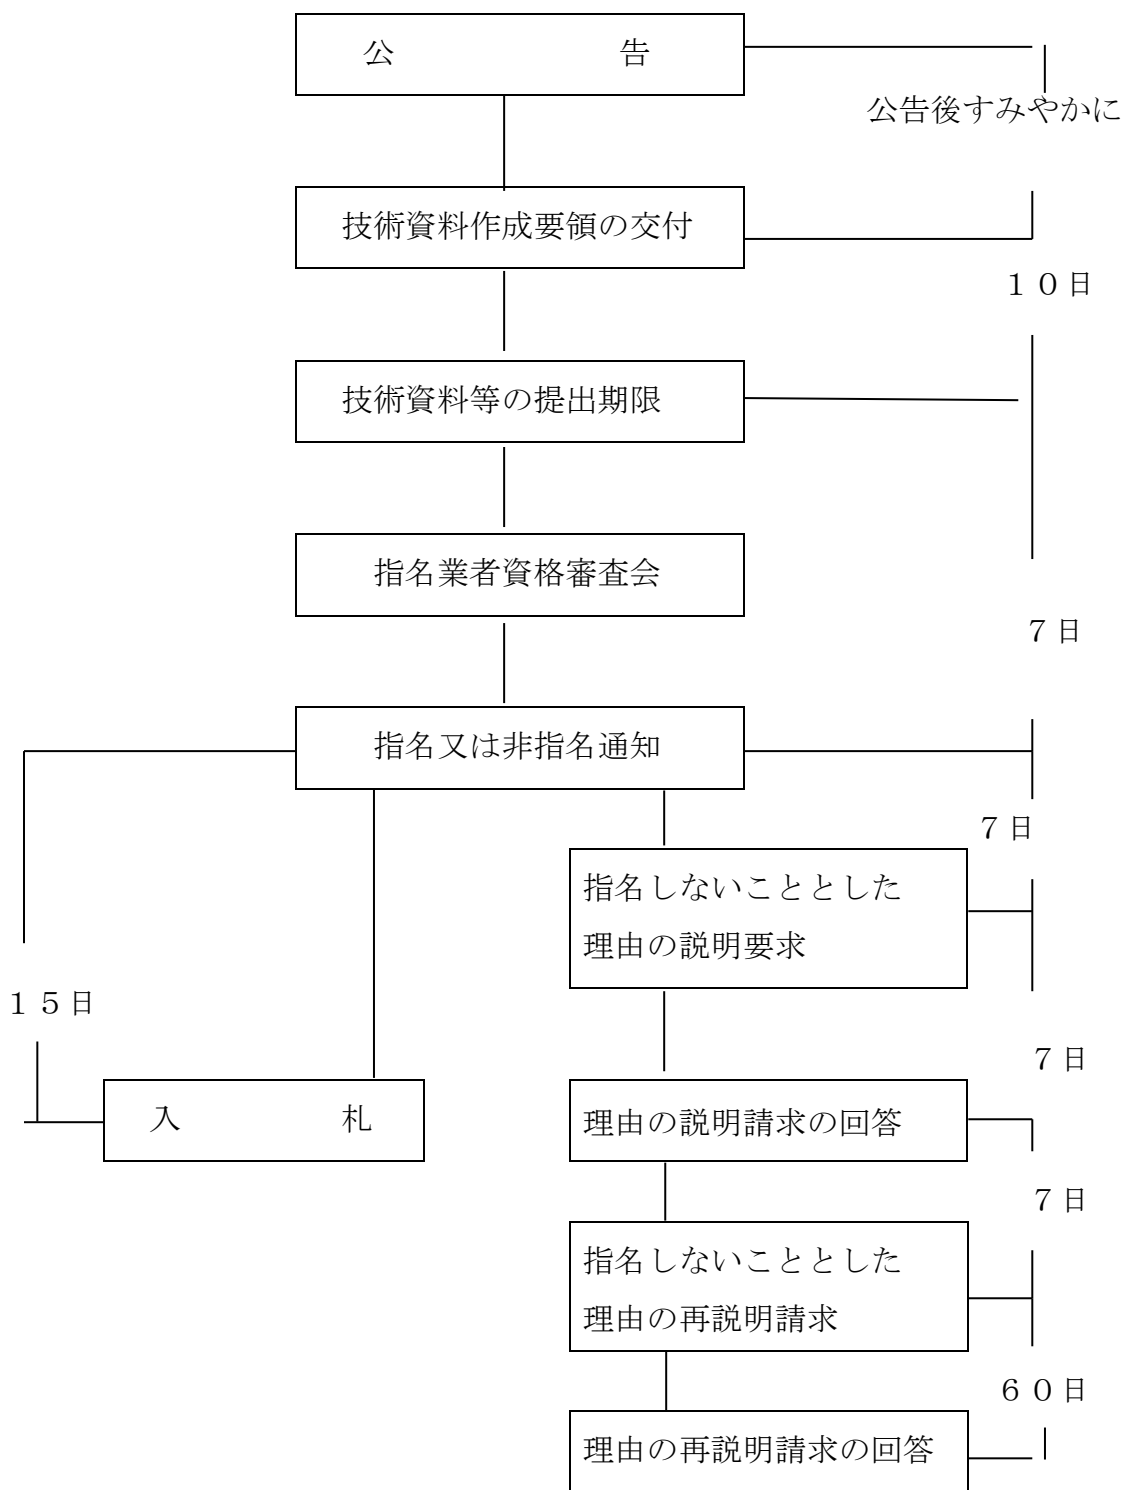 公　　　　　　　告
公告後すみやかに
技術資料作成要領の交付
１０日
技術資料等の提出期限
指名業者資格審査会
７日
指名又は非指名通知
７日
指名しないこととした
理由の説明要求
１５日
７日
入　　　　　札
理由の説明請求の回答
７日
指名しないこととした
理由の再説明請求
６０日
理由の再説明請求の回答